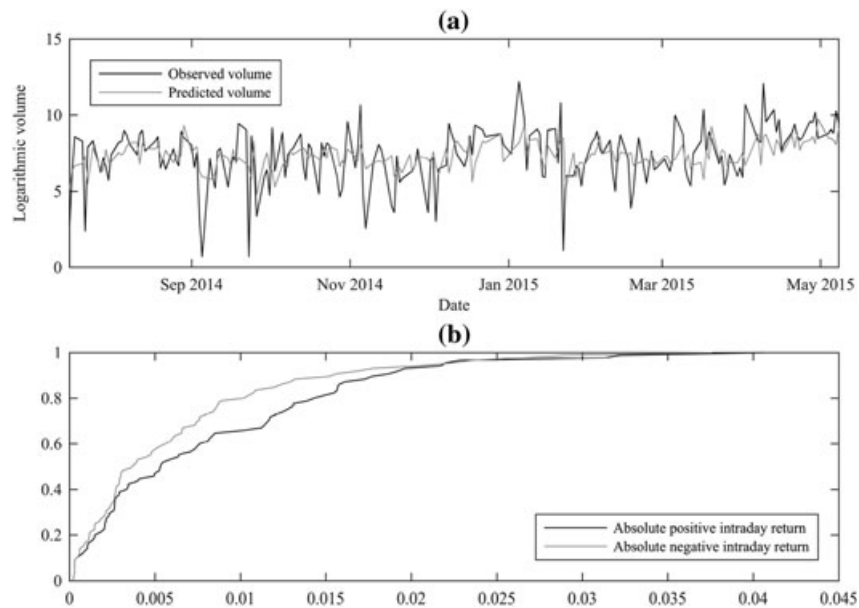 (a)
15
10
5
0
Logarithmic volume
Observed volume
Predicted volume
Sep 2014 Nov 2014 Jan 2015 Mar 2015 May 2015
Date
(b)
1
0.8
0.6
0.4
0.2
0
Absolute positive intraday return
Absolute negative intraday return
0 0.005 0.01 0.015 0.02 0.025 0.03 0.035 0.04 0.045